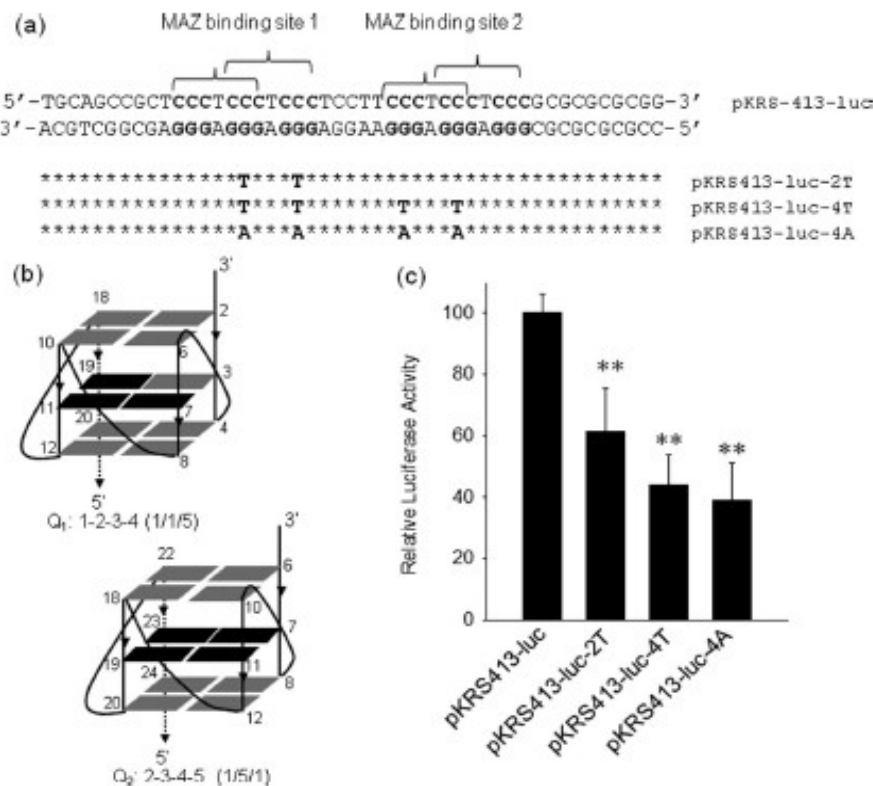 (a)
MAZ binding site 1 MAZ binding site 2
5'-TGCAGCCGCTCCCTCCCTCCCTCCTTCCCTCCCTCCCGCGCGCGCGG-3' pKRS-413-luc
3'-ACGTCGGCGAGGGAGGGAGGGAGGAAGGGAGGGAGGGCGCGCGCGCC-5'
***************T***T*************************** pKRS413-luc-2T
***************T***T*******T***T*************** pKRS413-luc-4T
***************A***A*******A***A*************** pKRS413-luc-4A
(b)
3'
18
2
10
6
19
3
11
7
20
4
12
8
5'
Q1: 1-2-3-4 (1/1/5)
3'
22
6
18
10
23
7
19
11
24
8
20
12
5'
Q2: 2-3-4-5 (1/5/1)
(c)
Relative Luciferase Activity
100
80
60
40
20
0
**
**
**
pKRS413-luc
pKRS413-luc-2T
pKRS413-luc-4T
pKRS413-luc-4A